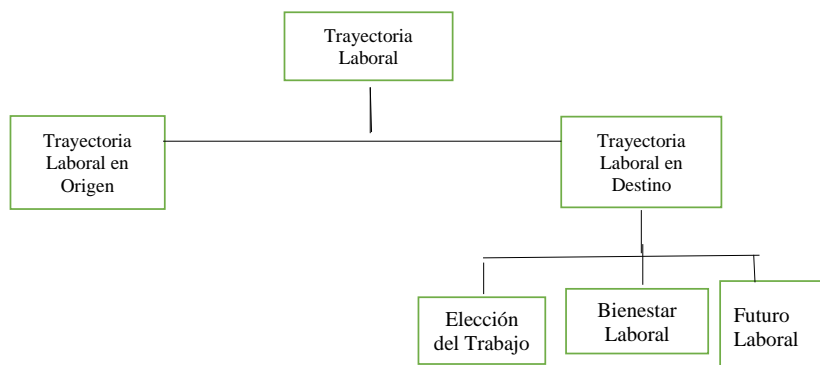 Trayectoria
Laboral
Trayectoria
Laboral en
Origen
Trayectoria
Laboral en
Destino
Elección
del Trabajo
Bienestar
Laboral
Futuro
Laboral